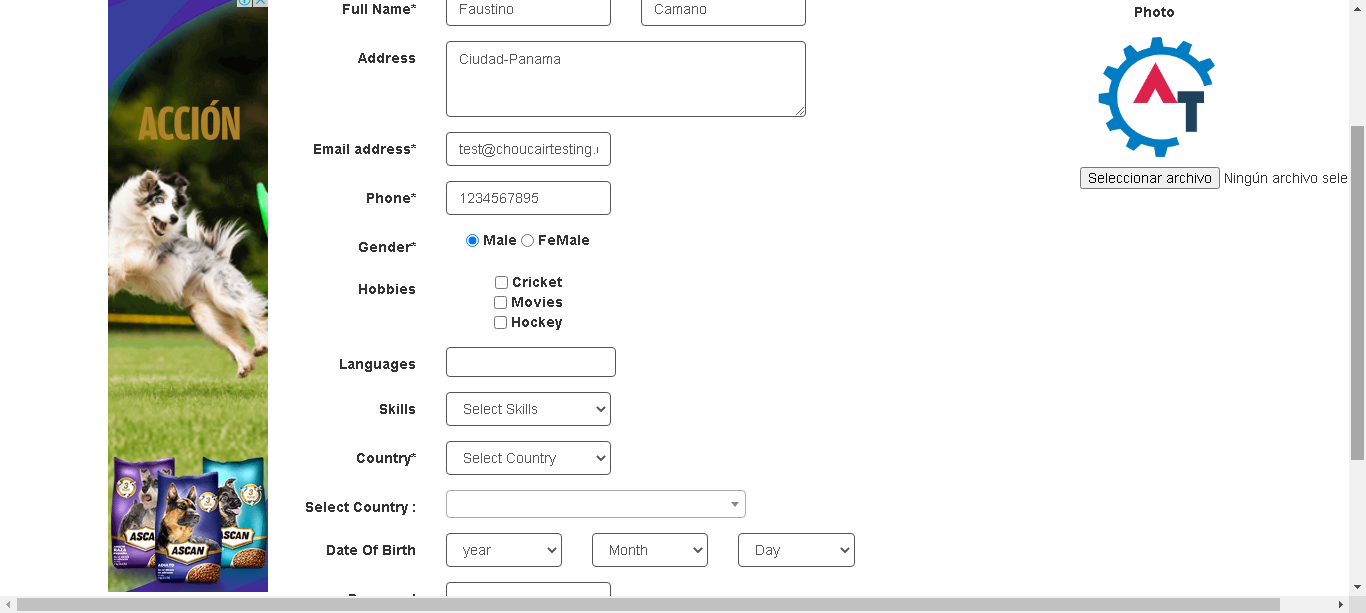 Full Name*
Faustino
Camano
Photo
Address
Ciudad-Panama
ACCIÓN
AT
Email address*
test@choucairtesting.
Seleccionar archivo
Ningún archivo sele
Phone*
1234567895
Gender*
Male
FeMale
Hobbies
Cricket
Movies
Hockey
Languages
Skills
Select Skills
Country*
Select Country
Select Country :
Date Of Birth
year
Month
Day
ASCAN
ASCAN
ASCAN